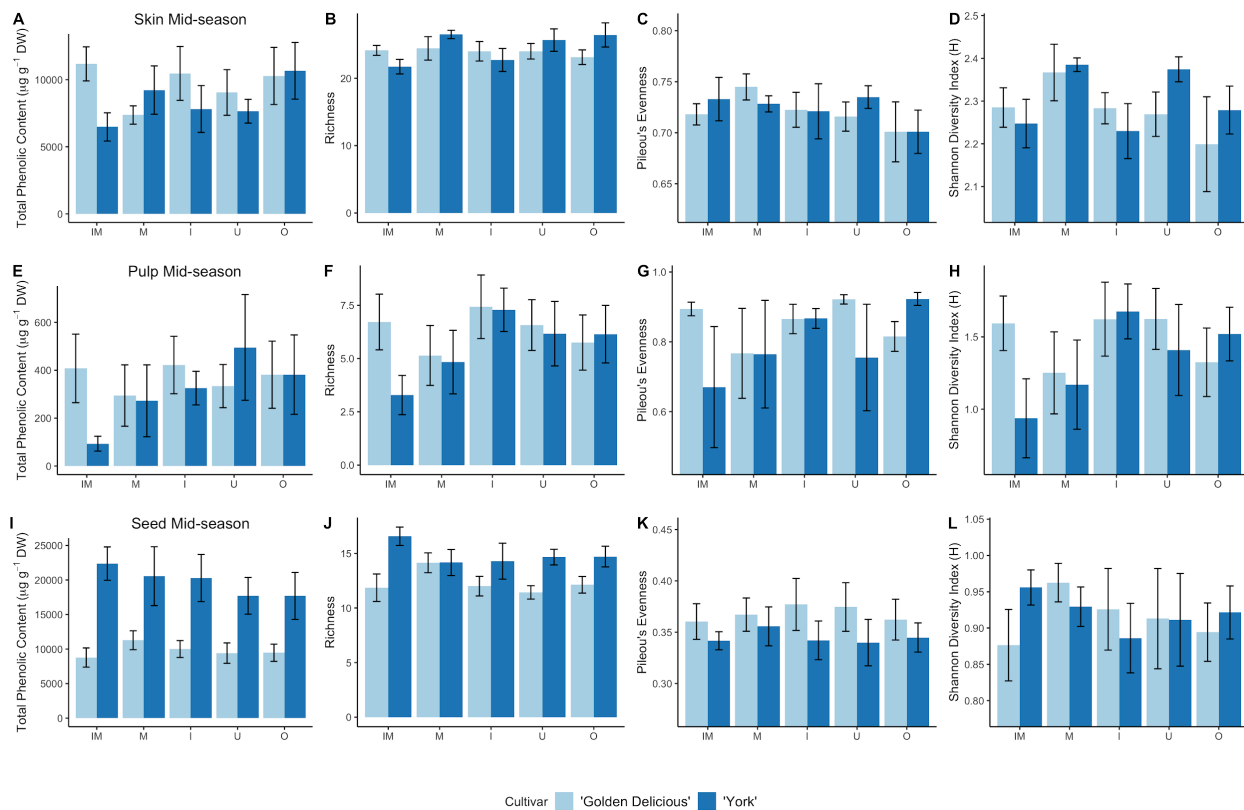 A Skin Mid-season
Total Phenolic Content (µg g⁻¹ DW)
10000
5000
0
IM M I U O
B
Richness
20
10
0
IM M I U O
C
Pileou's Evenness
0.80
0.75
0.70
0.65
IM M I U O
D
Shannon Diversity Index (H)
2.5
2.4
2.3
2.2
2.1
IM M I U O
E Pulp Mid-season
Total Phenolic Content (µg g⁻¹ DW)
600
400
200
0
IM M I U O
F
Richness
7.5
5.0
2.5
0.0
IM M I U O
G
Pileou's Evenness
1.0
0.8
0.6
IM M I U O
H
Shannon Diversity Index (H)
1.5
1.0
IM M I U O
I Seed Mid-season
Total Phenolic Content (µg g⁻¹ DW)
25000
20000
15000
10000
5000
0
IM M I U O
J
Richness
15
10
5
0
IM M I U O
K
Pileou's Evenness
0.45
0.40
0.35
0.30
IM M I U O
L
Shannon Diversity Index (H)
1.05
1.00
0.95
0.90
0.85
0.80
IM M I U O
Cultivar 'Golden Delicious' 'York'